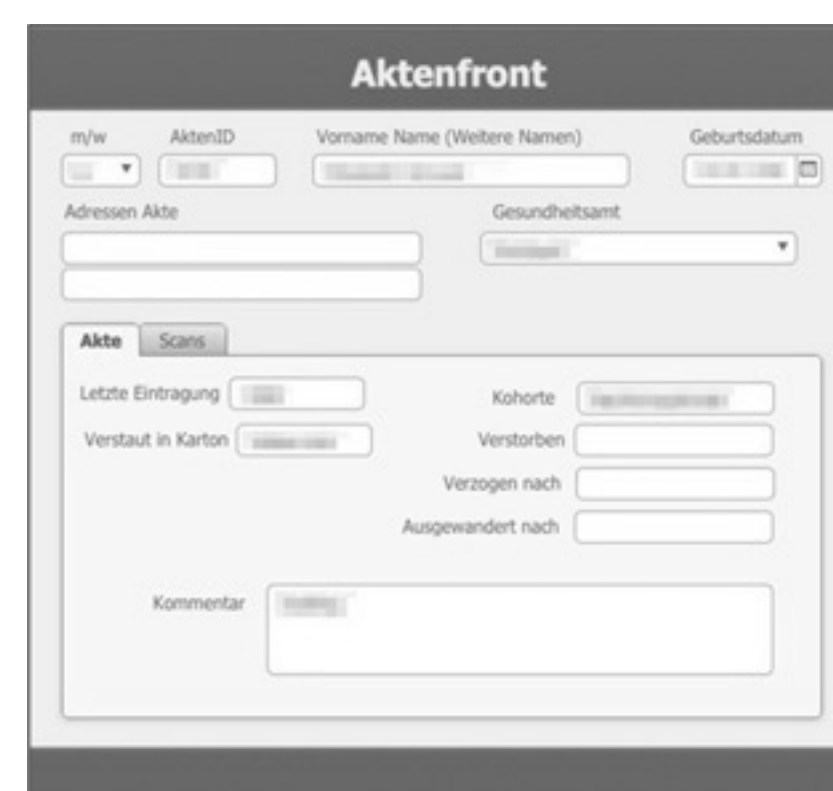 Aktenfront
m/w AktenID Vorname Name (Weitere Namen) Geburtsdatum
Adressen Akte Gesundheitsamt
Akte Scans
Letzte Eintragung Kohorte
Verstaut in Karton Verstorben
Verzogen nach
Ausgewandert nach
Kommentar